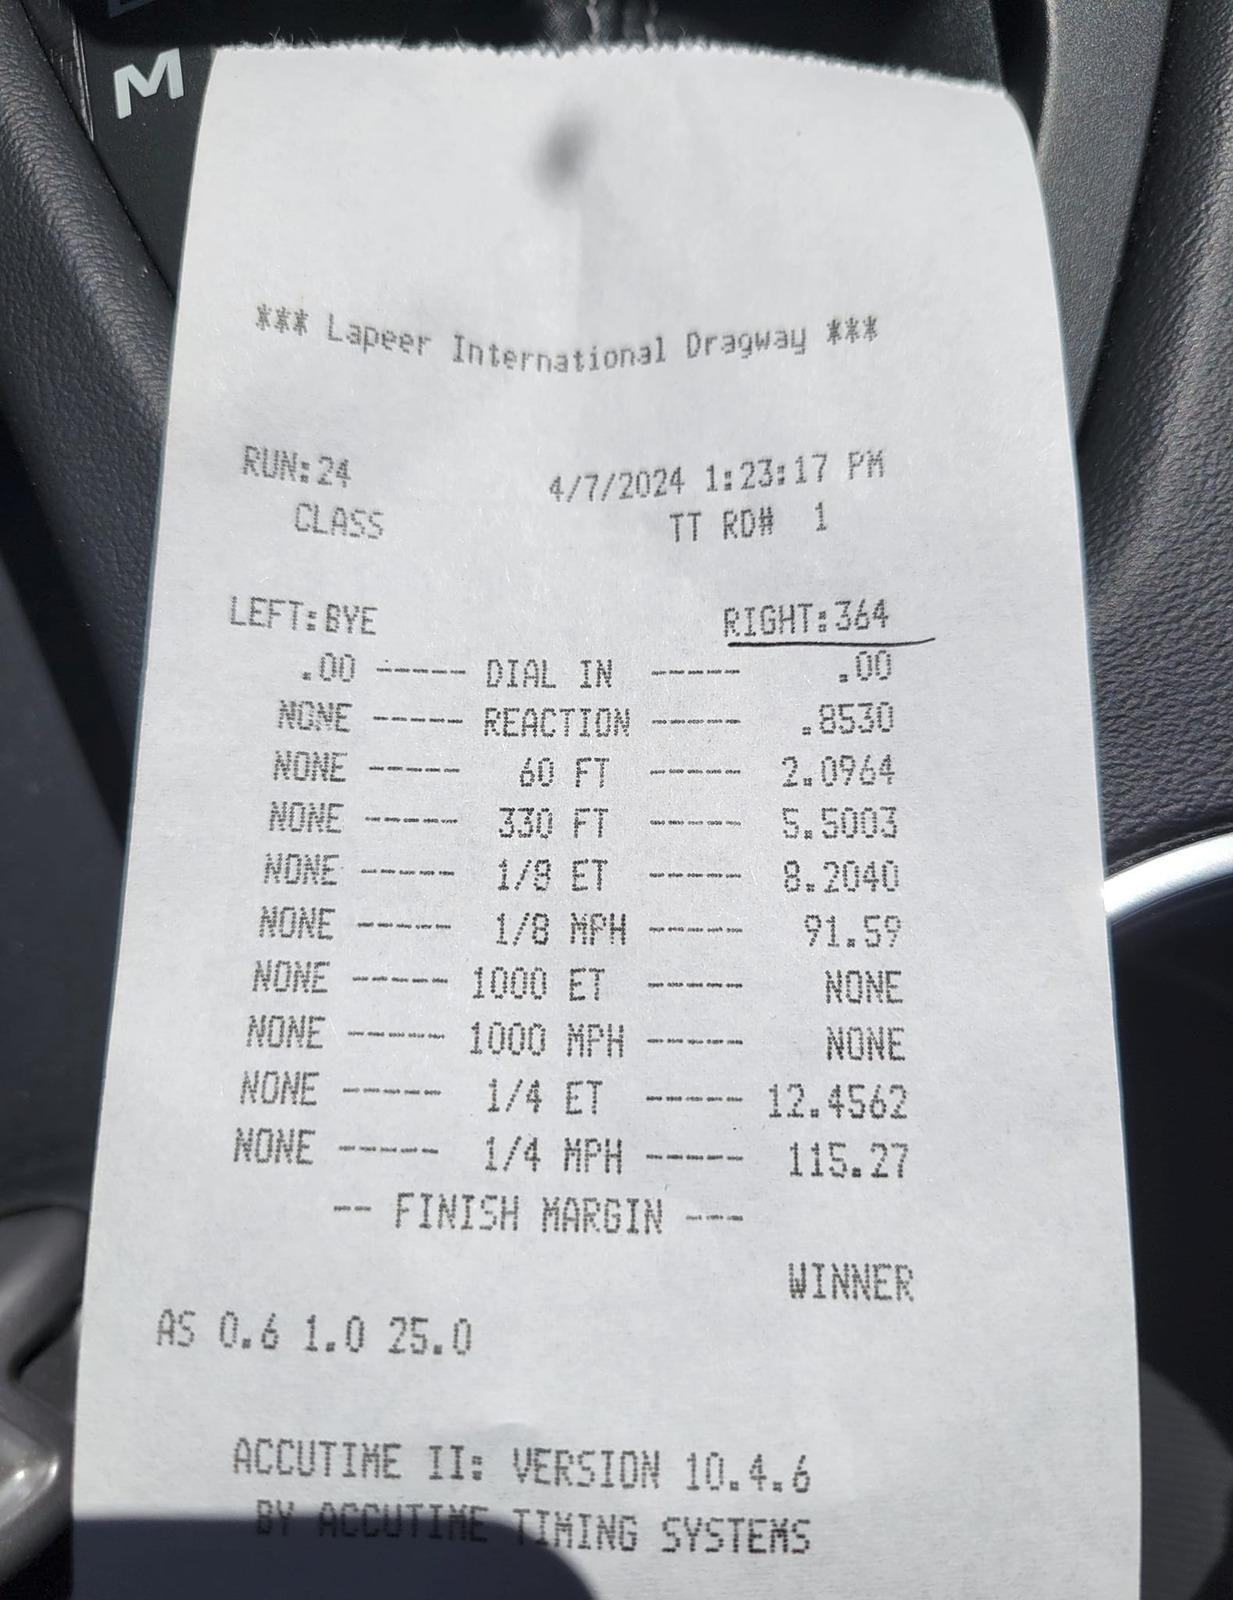 M
*** Lapeer International Dragway ***
RUN:24 4/7/2024 1:23:17 PM
CLASS TT RD# 1
LEFT:BYE RIGHT:364
.00 ----- DIAL IN ----- .00
NONE ----- REACTION ----- .8530
NONE ----- 60 FT ----- 2.0964
NONE ----- 330 FT ----- 5.5003
NONE ----- 1/8 ET ----- 8.2040
NONE ----- 1/8 MPH ----- 91.59
NONE ----- 1000 ET ----- NONE
NONE ----- 1000 MPH ----- NONE
NONE ----- 1/4 ET ----- 12.4562
NONE ----- 1/4 MPH ----- 115.27
-- FINISH MARGIN ---
WINNER
AS 0.6 1.0 25.0
ACCUTIME II: VERSION 10.4.6
BY ACCUTIME TIMING SYSTEMS